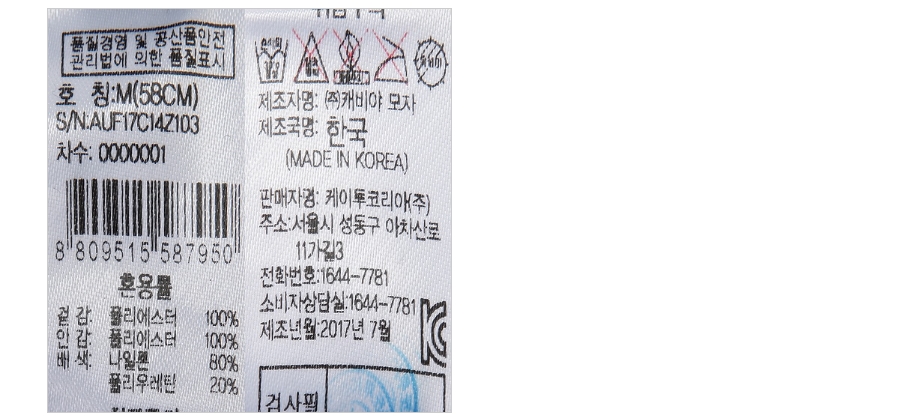 품질경영 및 공산품안전
관리법에 의한 품질표시
호 칭:M(58CM)
S/N:AUF17C14Z103
차수: 0000001
8 809515 587950
혼용률
겉 감: 폴리에스터 100%
안 감: 폴리에스터 100%
배 색: 나일론 80%
폴리우레탄 20%
제조자명: (주)캐비야 모자
제조국명: 한국
(MADE IN KOREA)
판매자명: 케이투코리아(주)
주소:서울시 성동구 아차산로
11가길3
전화번호:1644-7781
소비자상담실:1644-7781
제조년월:2017년 7월
검사필